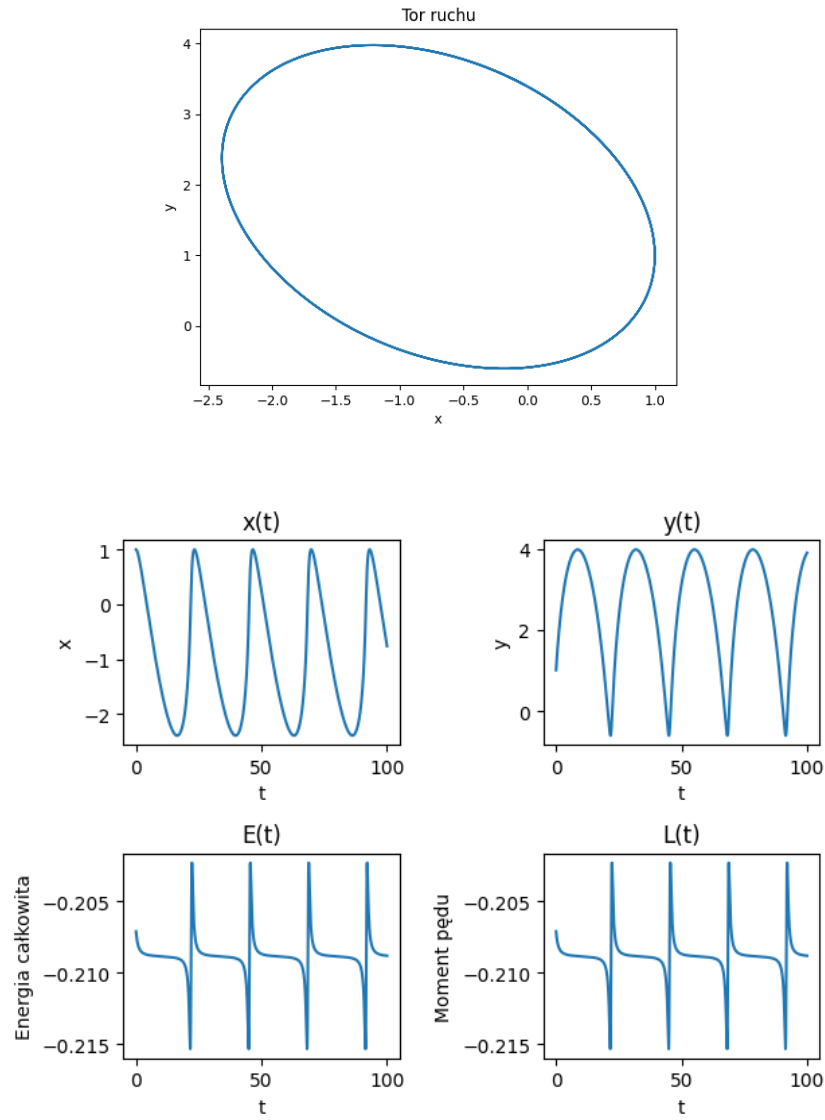 Tor ruchu
4
3
2
1
0
y
−2.5 −2.0 −1.5 −1.0 −0.5 0.0 0.5 1.0
x
x(t)
1
0
−1
−2
x
0 50 100
t
y(t)
4
2
0
y
0 50 100
t
E(t)
−0.205
−0.210
−0.215
Energia całkowita
0 50 100
t
L(t)
−0.205
−0.210
−0.215
Moment pędu
0 50 100
t